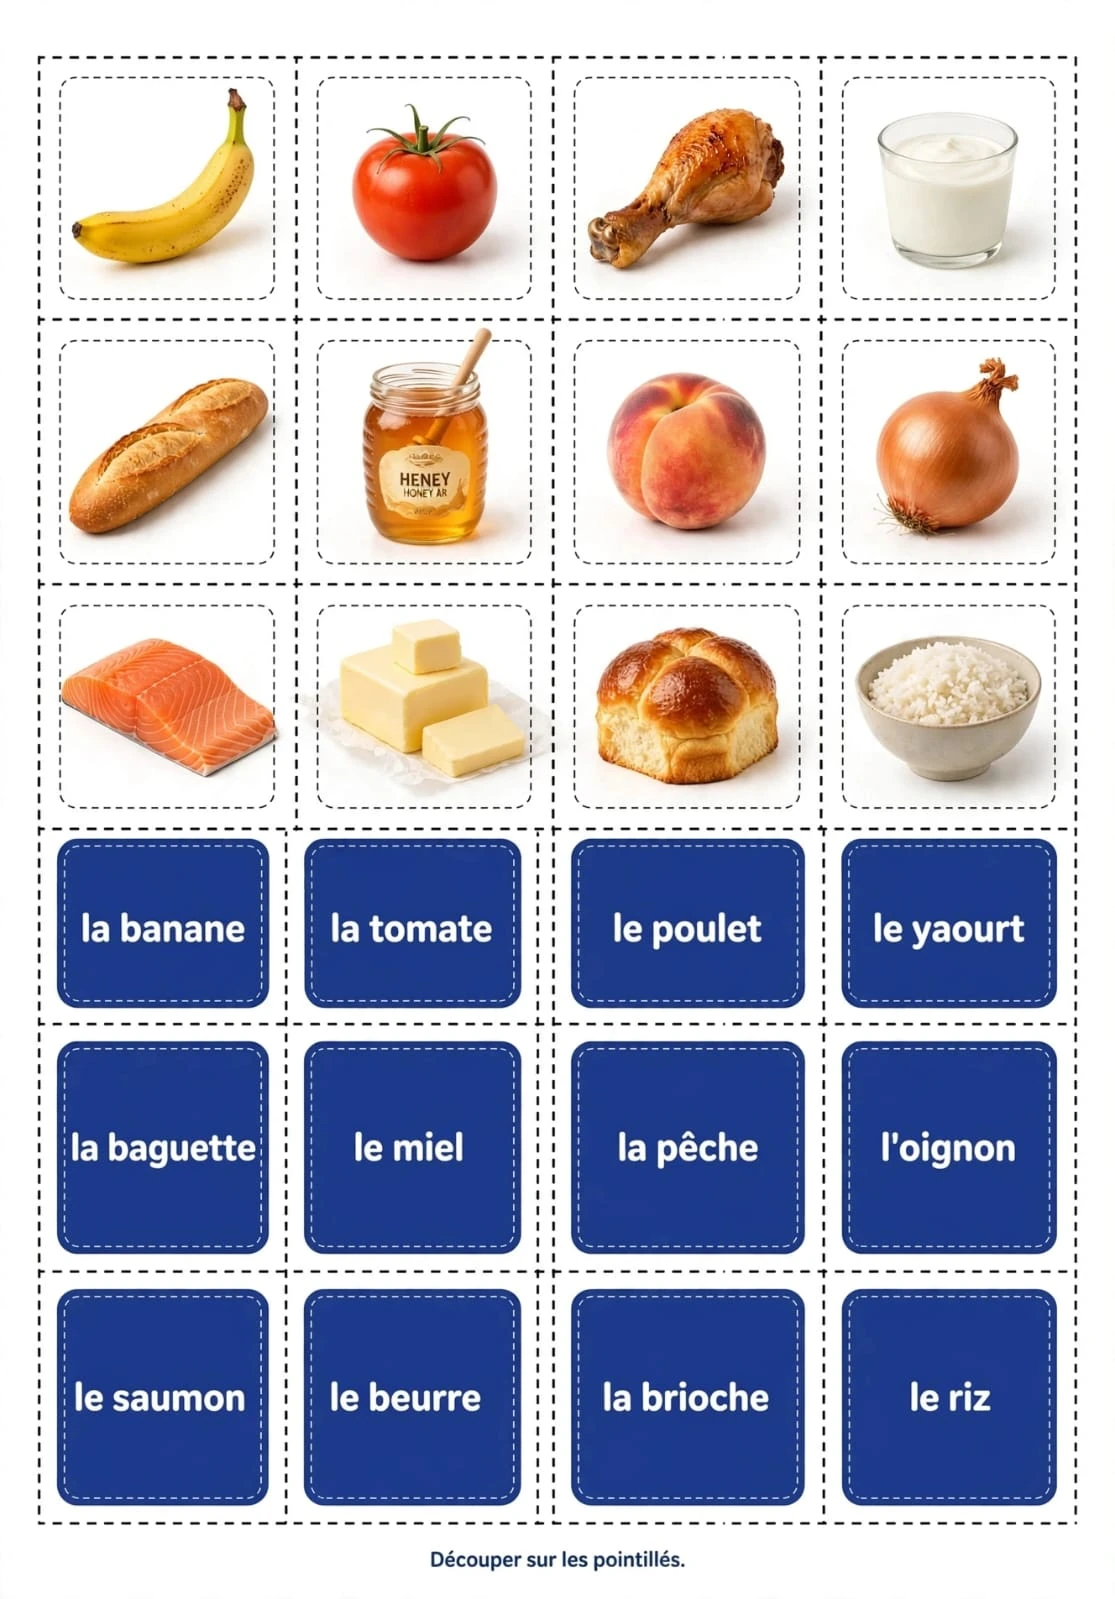 HENEY
HONEY AR
la banane
la tomate
le poulet
le yaourt
la baguette
le miel
la pêche
l'oignon
le saumon
le beurre
la brioche
le riz
Découper sur les pointillés.